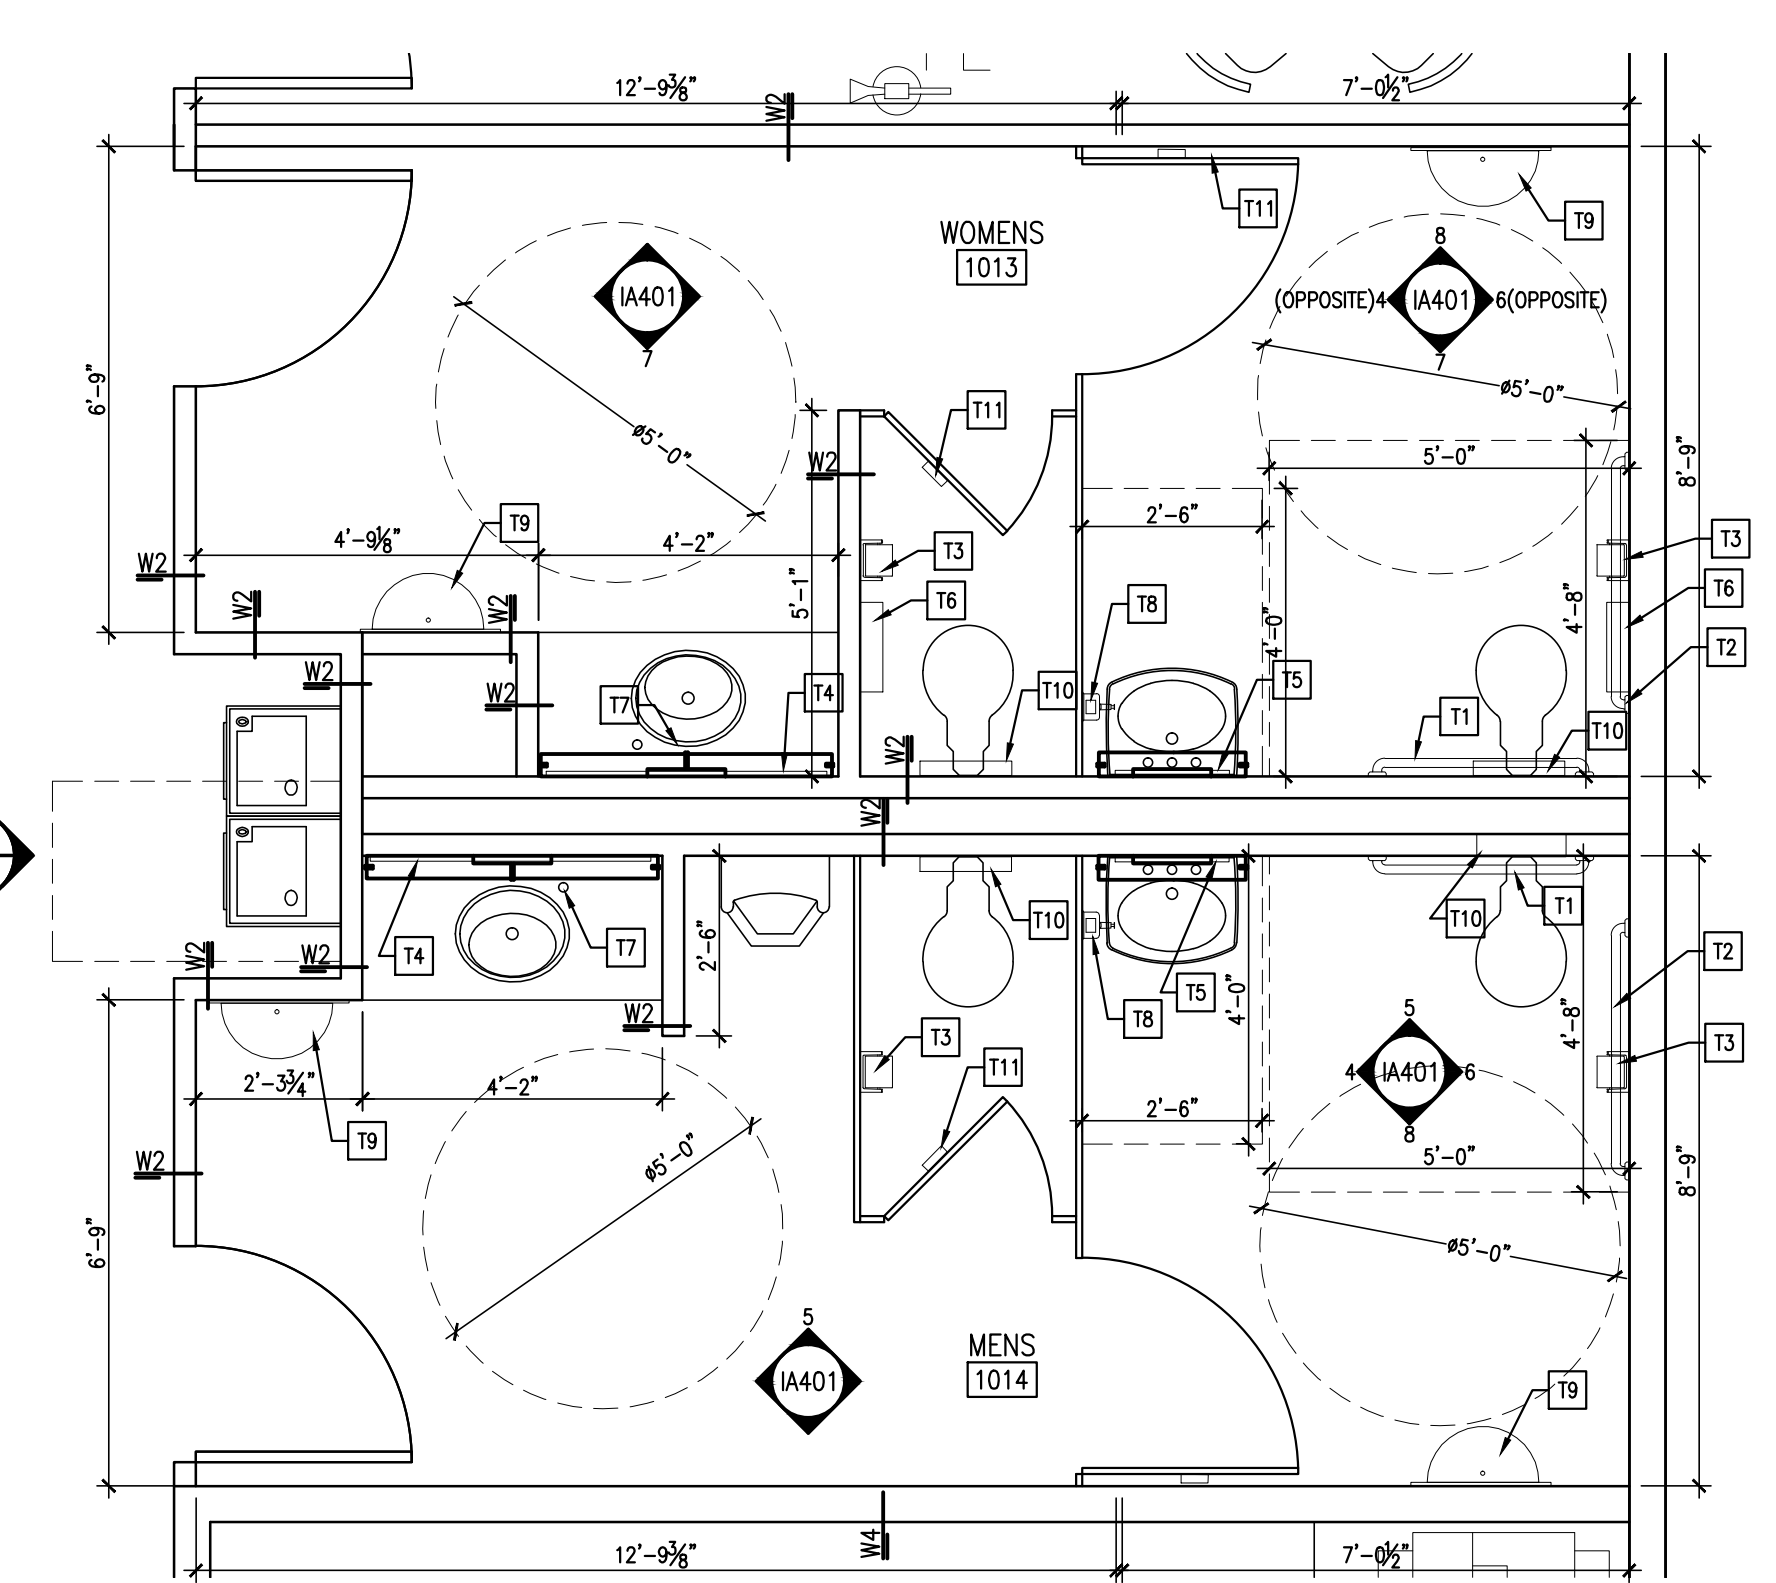 12'-9⅜"
7'-0½"
W2
T11
T9
WOMENS
1013
8
IA401
7
(OPPOSITE)4
IA401
6(OPPOSITE)
7
6'-9"
ø5'-0"
ø5'-0"
T11
W2
5'-0"
8'-9"
2'-6"
T9
4'-9⅛"
4'-2"
T3
T3
W2
W2
W2
5'-1"
T6
T8
4'-0"
4'-8"
T6
T2
W2
W2
T7
T4
T10
T5
T1
T10
W2
W2
T4
T7
2'-6"
T10
T10
T1
T2
W2
W2
T5
4'-0"
T8
W2
5
4'-8"
T3
T3
T11
4
IA401
6
8
2'-3¾"
4'-2"
2'-6"
T9
W2
ø5'-0"
5'-0"
8'-9"
6'-9"
ø5'-0"
5
IA401
MENS
1014
T9
W4
12'-9⅜"
7'-0½"